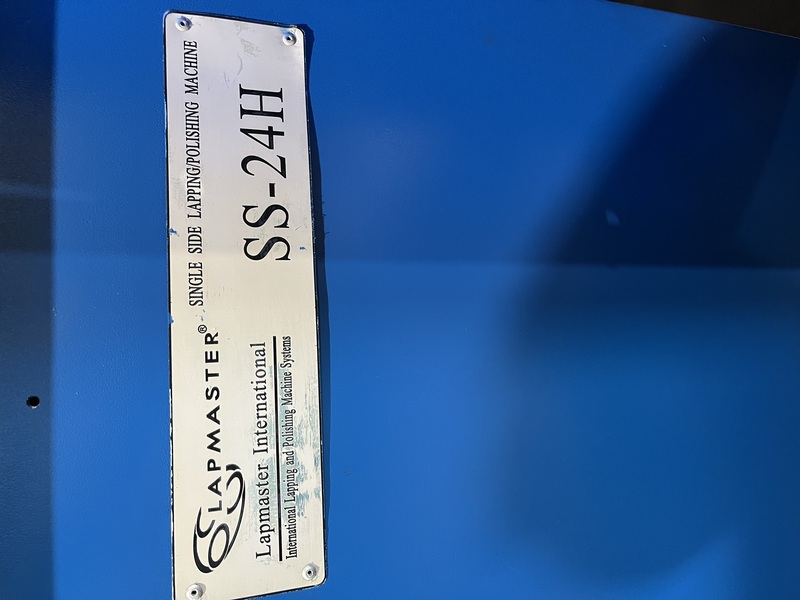 LAPMASTER®
Lapmaster International
International Lapping and Polishing Machine Systems
SINGLE SIDE LAPPING/POLISHING MACHINE
SS-24H